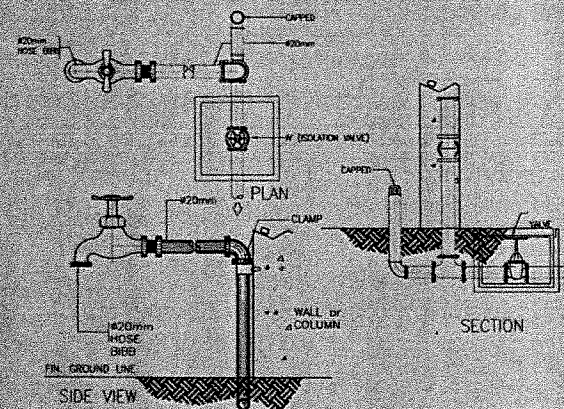 CAPPED
ø20mm
HOSE BIBB
ø20mm
IV (ISOLATION VALVE)
PLAN
CAPPED
ø20mm
CLAMP
VALVE
WALL or
COLUMN
ø20mm
HOSE
BIBB
SECTION
FIN. GROUND LINE
SIDE VIEW